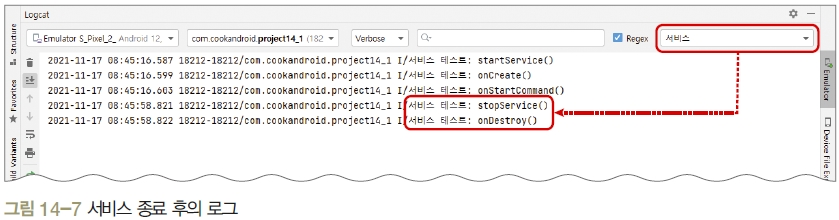 Logcat
Emulator S_Pixel_2_ Android 12, com.cookandroid.project14_1 (182 Verbose Regex 서비스
2021-11-17 08:45:16.587 18212-18212/com.cookandroid.project14_1 I/서비스 테스트: startService()
2021-11-17 08:45:16.599 18212-18212/com.cookandroid.project14_1 I/서비스 테스트: onCreate()
2021-11-17 08:45:16.603 18212-18212/com.cookandroid.project14_1 I/서비스 테스트: onStartCommand()
2021-11-17 08:45:58.821 18212-18212/com.cookandroid.project14_1 I/서비스 테스트: stopService()
2021-11-17 08:45:58.822 18212-18212/com.cookandroid.project14_1 I/서비스 테스트: onDestroy()
Structure
Favorites
ild Variants
Emulator
Device File Ex
그림 14-7 서비스 종료 후의 로그